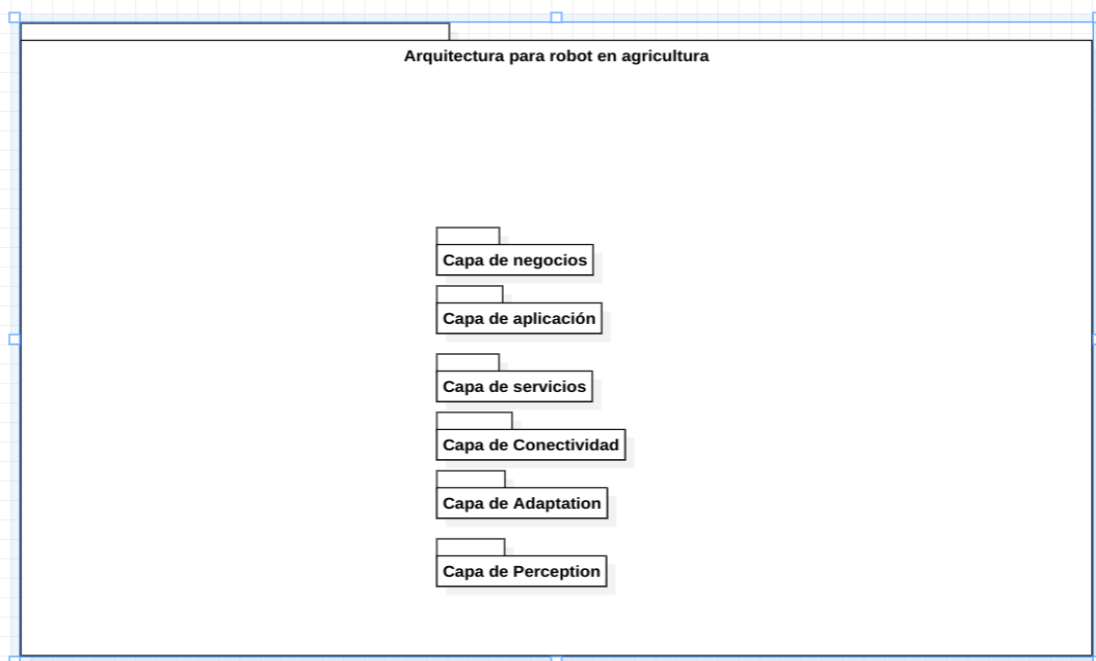 Arquitectura para robot en agricultura
Capa de negocios
Capa de aplicación
Capa de servicios
Capa de Conectividad
Capa de Adaptation
Capa de Perception